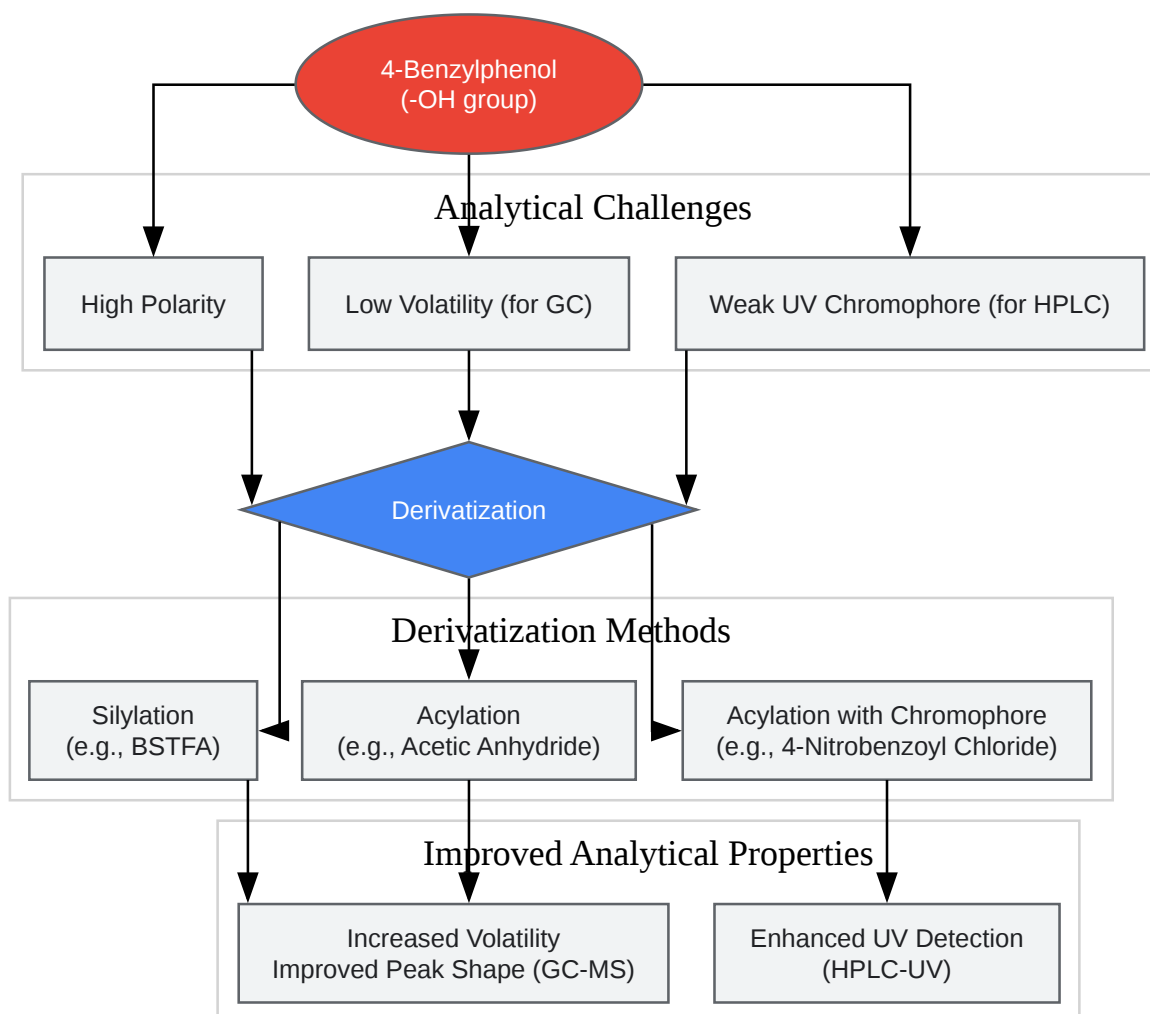 4-Benzylphenol
(-OH group)
Analytical Challenges
High Polarity
Low Volatility (for GC)
Weak UV Chromophore (for HPLC)
Derivatization
Derivatization Methods
Silylation
(e.g., BSTFA)
Acylation
(e.g., Acetic Anhydride)
Acylation with Chromophore
(e.g., 4-Nitrobenzoyl Chloride)
Improved Analytical Properties
Increased Volatility
Improved Peak Shape (GC-MS)
Enhanced UV Detection
(HPLC-UV)